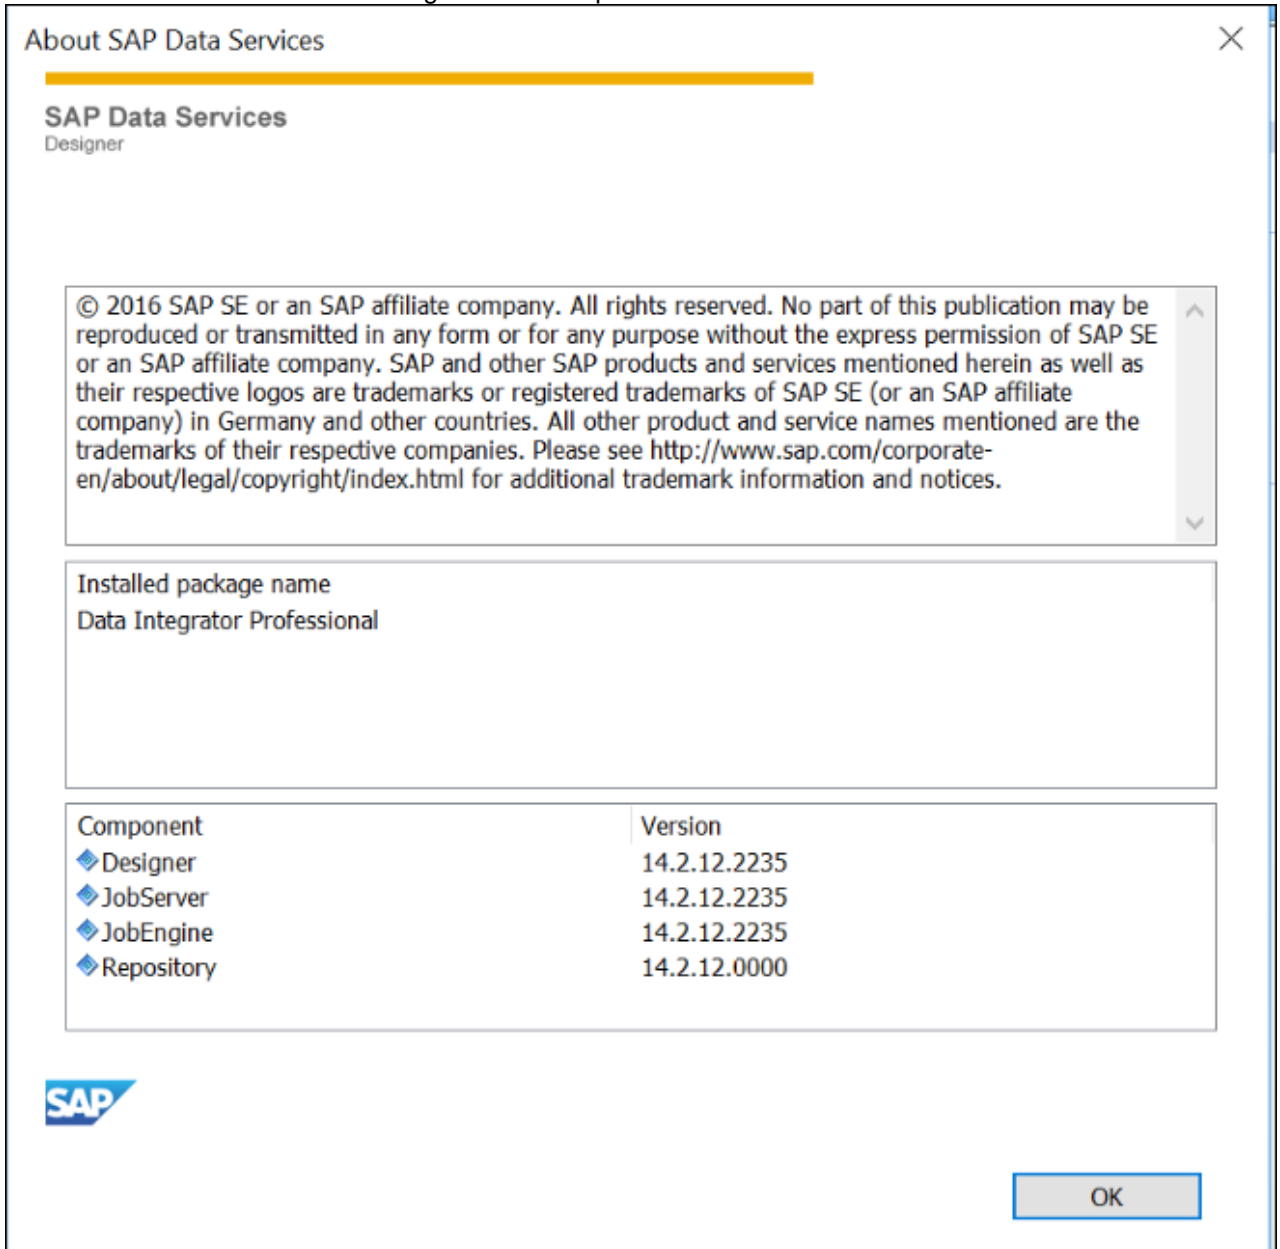 About SAP Data Services
SAP Data Services
Designer
© 2016 SAP SE or an SAP affiliate company. All rights reserved. No part of this publication may be
reproduced or transmitted in any form or for any purpose without the express permission of SAP SE
or an SAP affiliate company. SAP and other SAP products and services mentioned herein as well as
their respective logos are trademarks or registered trademarks of SAP SE (or an SAP affiliate
company) in Germany and other countries. All other product and service names mentioned are the
trademarks of their respective companies. Please see http://www.sap.com/corporate-
en/about/legal/copyright/index.html for additional trademark information and notices.
Installed package name
Data Integrator Professional
Component Version
Designer 14.2.12.2235
JobServer 14.2.12.2235
JobEngine 14.2.12.2235
Repository 14.2.12.0000
SAP
OK